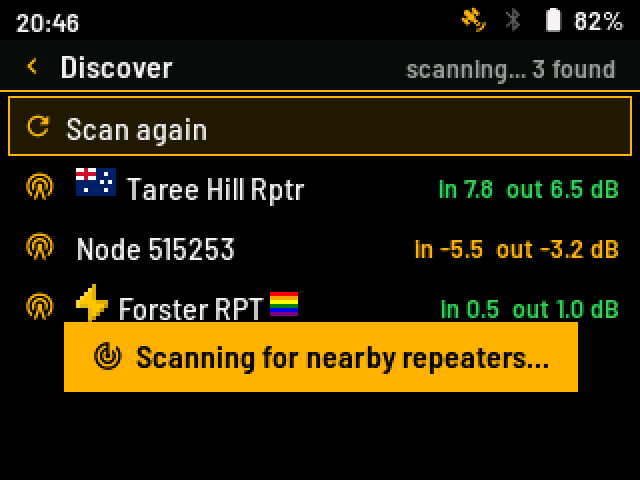 20:46 82%
Discover scanning... 3 found
Scan again
Taree Hill Rptr in 7.8 out 6.5 dB
Node 515253 in -5.5 out -3.2 dB
Forster RPT in 0.5 out 1.0 dB
Scanning for nearby repeaters...